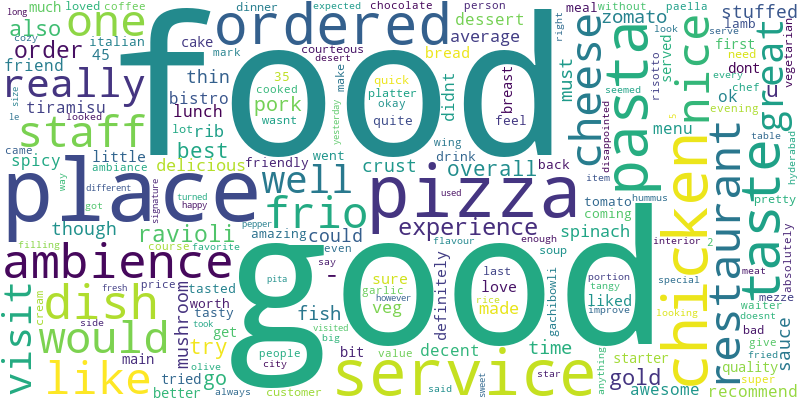 long
much
loved
coffee
dinner
expected
chocolate
person
meal
without
paella
also
one
cozy
italian
ordered
courteous
desert
dessert
zomato
right
look
serve
stuffed
order
cake
mark
average
cheese
lamb
really
friend
45
thin
food
bread
must
served
nice
first
need
risotto
dont
every
vegetarian
bistro
35
cooked
quick
platter
okay
breast
didnt
pasta
u
great
tiramisu
lunch
pork
yesterday
make
seemed
ok
chef
evening
staff
size
le
looked
lot
rib
wasnt
quite
feel
menu
disappointed
5
table
came
ambiance
best
wing
drink
restaurant
taste
hyderabad
spicy
little
delicious
friendly
went
crust
overall
back
item
place
way
different
signature
turned
happy
well
pizza
used
tomato
hummus
chicken
pretty
got
frio
pepper
experience
coming
though
filling
ravioli
course
favorite
amazing
could
flavour
enough
spinach
interior
2
absolutely
ambience
even
say
-
good
soup
visit
fresh
price
mushroom
tasted
pita
sure
last
love
portion
tangy
special
meat
mezze
dish
worth
fish
garlic
however
veg
rice
made
definitely
gachibowli
liked
improve
looking
waiter
doesnt
cream
side
tasty
took
visited
big
would
get
try
people
city
bit
value
decent
time
anything
starter
bad
give
sauce
main
olive
like
tried
go
service
star
gold
quality
fried
better
always
customer
said
sweet
awesome
super
recommend